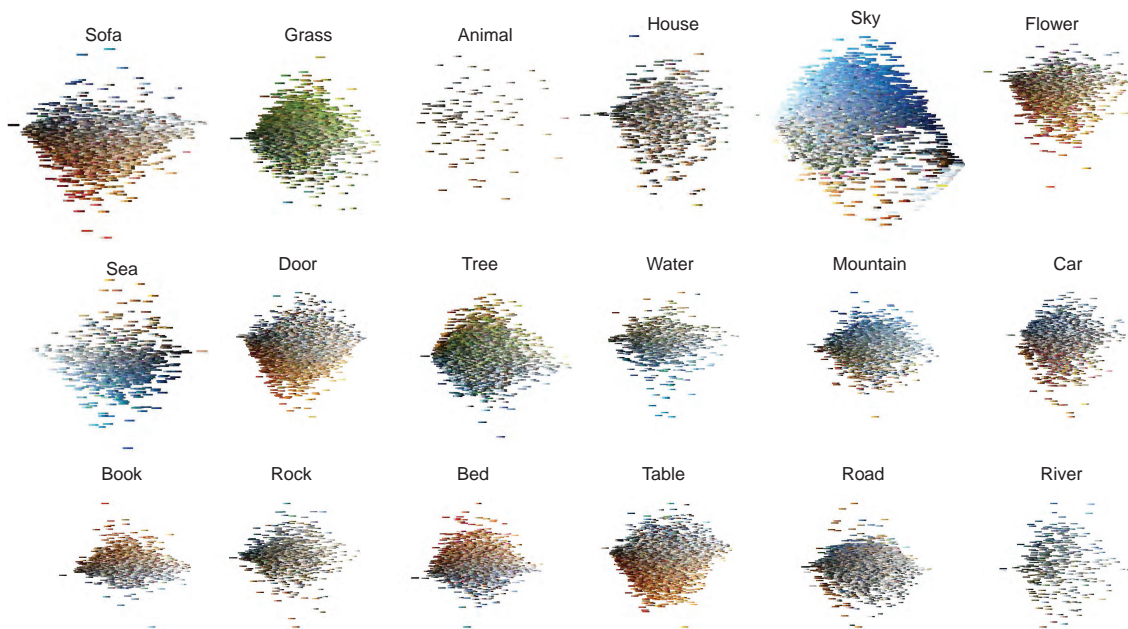 Sofa
Grass
Animal
House
Sky
Flower
Sea
Door
Tree
Water
Mountain
Car
Book
Rock
Bed
Table
Road
River